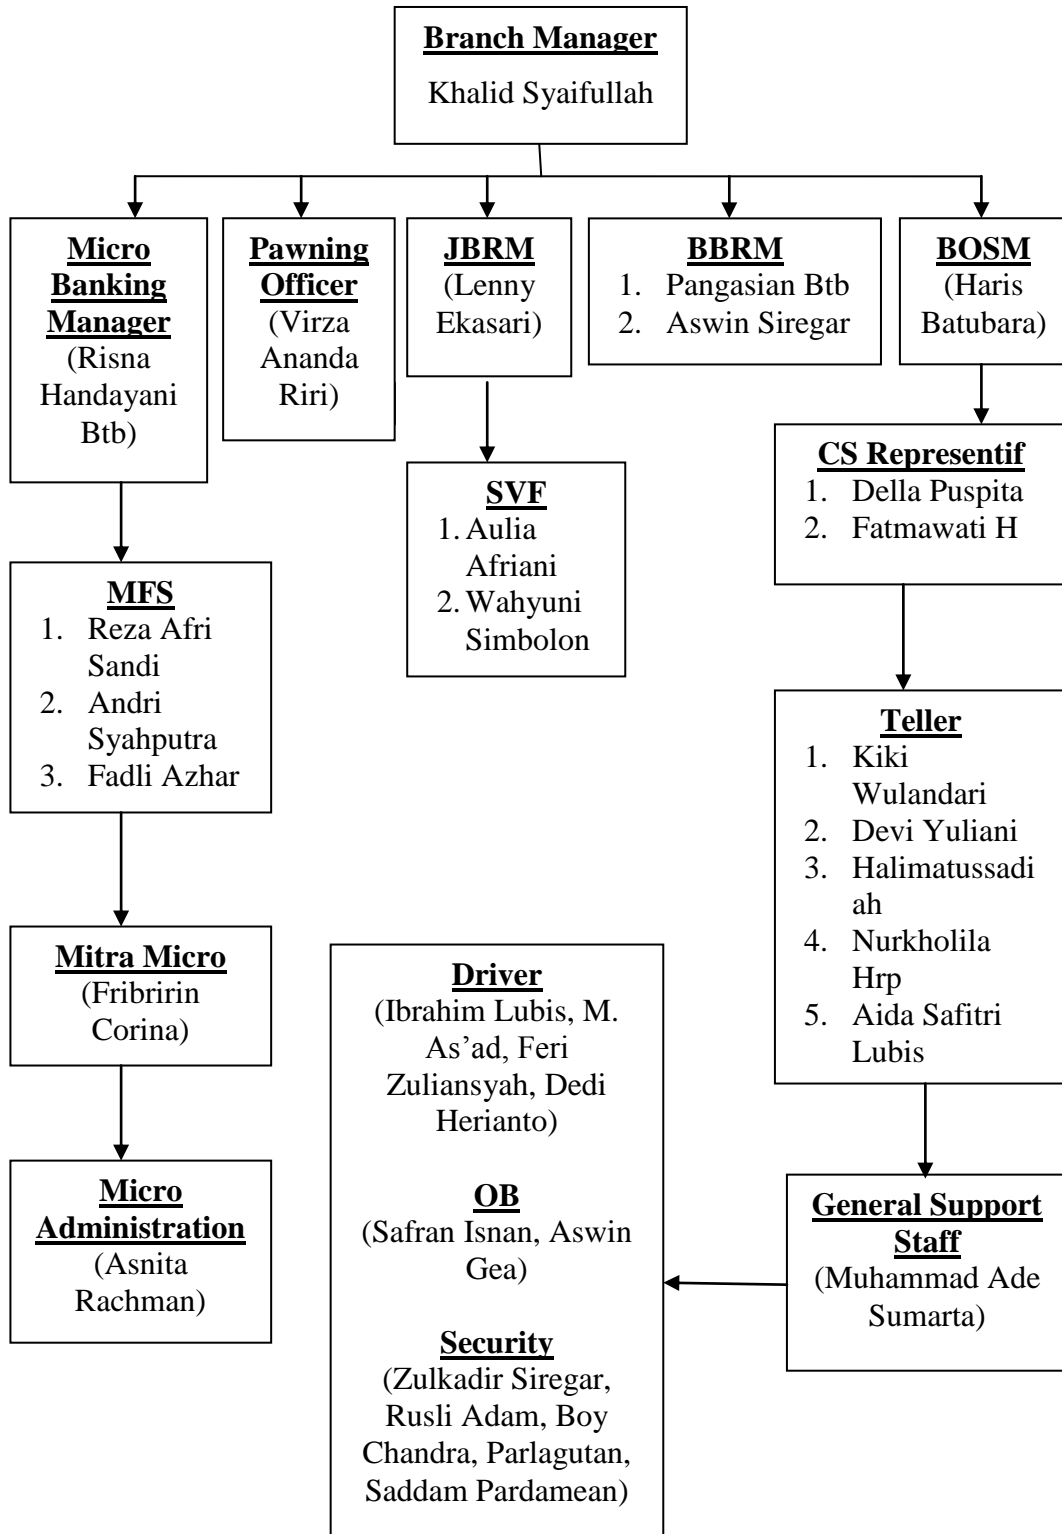 Branch Manager
Khalid Syaifullah
Micro
Banking
Manager
(Risna
Handayani
Btb)
Pawning
Officer
(Virza
Ananda
Riri)
JBRM
(Lenny
Ekasari)
BBRM
1. Pangasian Btb
2. Aswin Siregar
BOSM
(Haris
Batubara)
CS Representif
1. Della Puspita
2. Fatmawati H
SVF
1. Aulia
Afriani
2. Wahyuni
Simbolon
MFS
1. Reza Afri
Sandi
2. Andri
Syahputra
3. Fadli Azhar
Teller
1. Kiki
Wulandari
2. Devi Yuliani
3. Halimatussadi
ah
4. Nurkholila
Hrp
5. Aida Safitri
Lubis
Mitra Micro
(Fribririn
Corina)
Driver
(Ibrahim Lubis, M.
As’ad, Feri
Zuliansyah, Dedi
Herianto)
OB
(Safran Isnan, Aswin
Gea)
Security
(Zulkadir Siregar,
Rusli Adam, Boy
Chandra, Parlagutan,
Saddam Pardamean)
Micro
Administration
(Asnita
Rachman)
General Support
Staff
(Muhammad Ade
Sumarta)